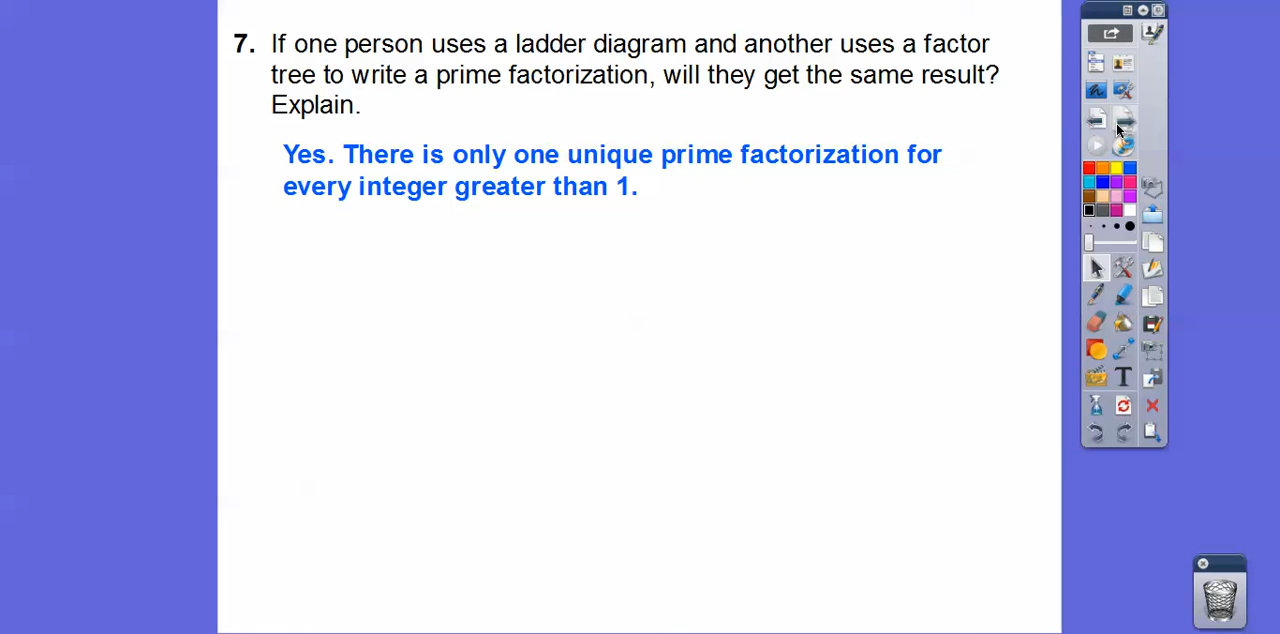 7. If one person uses a ladder diagram and another uses a factor
tree to write a prime factorization, will they get the same result?
Explain.
Yes. There is only one unique prime factorization for
every integer greater than 1.